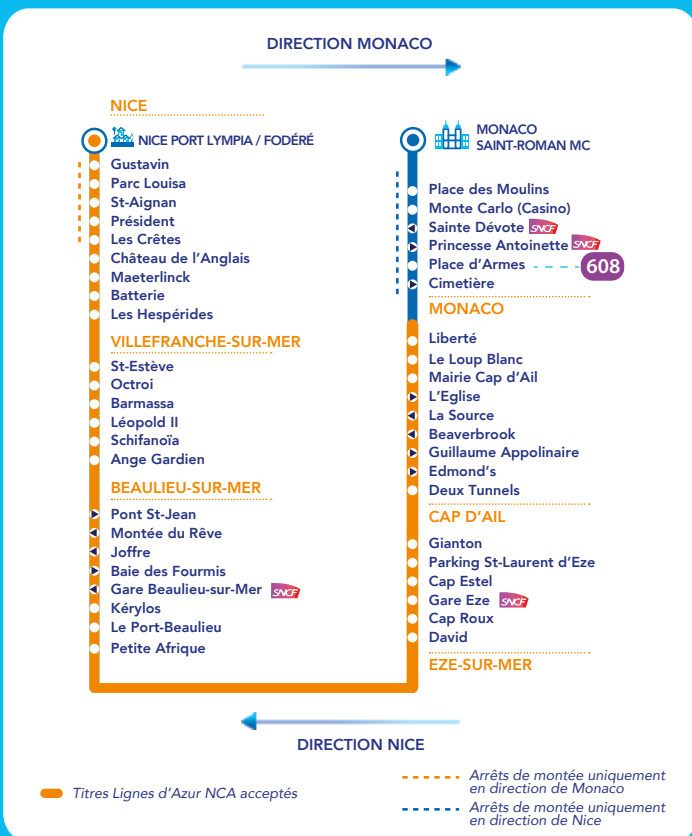 DIRECTION MONACO
NICE
NICE PORT LYMPIA / FODÉRÉ
Gustavin
Parc Louisa
St-Aignan
Président
Les Crêtes
Château de l'Anglais
Maeterlinck
Batterie
Les Hespérides
VILLEFRANCHE-SUR-MER
St-Estève
Octroi
Barmassa
Léopold II
Schifanoïa
Ange Gardien
BEAULIEU-SUR-MER
Pont St-Jean
Montée du Rêve
Joffre
Baie des Fourmis
Gare Beaulieu-sur-Mer SNCF
Kérylos
Le Port-Beaulieu
Petite Afrique
MONACO
SAINT-ROMAN MC
Place des Moulins
Monte Carlo (Casino)
Sainte Dévote SNCF
Princesse Antoinette SNCF
Place d'Armes 608
Cimetière
MONACO
Liberté
Le Loup Blanc
Mairie Cap d'Ail
L'Eglise
La Source
Beaverbrook
Guillaume Appolinaire
Edmond's
Deux Tunnels
CAP D'AIL
Gianton
Parking St-Laurent d'Eze
Cap Estel
Gare Eze SNCF
Cap Roux
David
EZE-SUR-MER
DIRECTION NICE
Titres Lignes d'Azur NCA acceptés
Arrêts de montée uniquement
en direction de Monaco
Arrêts de montée uniquement
en direction de Nice